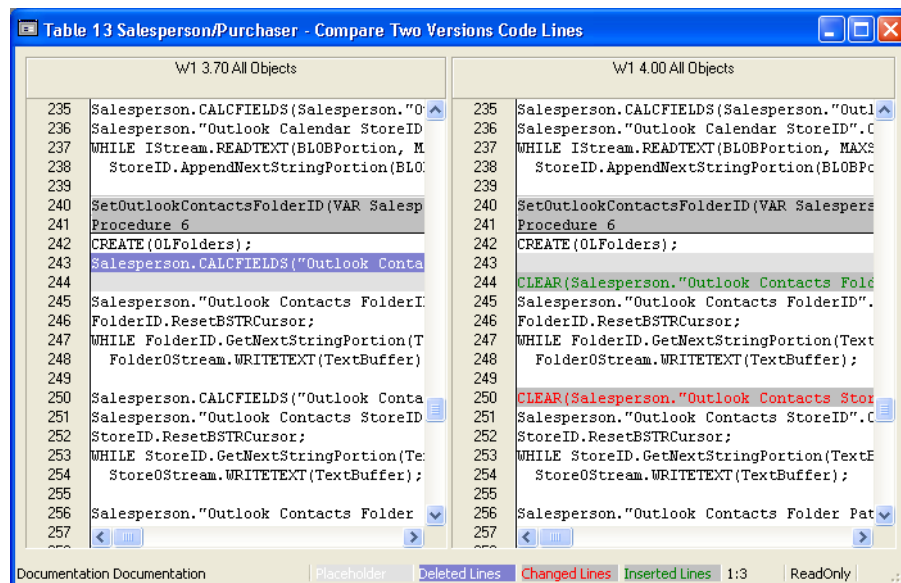 Table 13 Salesperson/Purchaser - Compare Two Versions Code Lines
W1 3.70 All Objects
235 Salesperson.CALCFIELDS(Salesperson."O
236 Salesperson."Outlook Calendar StoreID
237 WHILE IStream.READTEXT(BLOBPortion, M
238 StoreID.AppendNextStringPortion(BLO
239
240 SetOutlookContactsFolderID(VAR Salesp
241 Procedure 6
242 CREATE(OLFolders);
243 Salesperson.CALCFIELDS("Outlook Conta
244
245 Salesperson."Outlook Contacts FolderI
246 FolderID.ResetBSTRCursor;
247 WHILE FolderID.GetNextStringPortion(T
248 FolderOStream.WRITETEXT(TextBuffer)
249
250 Salesperson.CALCFIELDS("Outlook Conta
251 Salesperson."Outlook Contacts StoreID
252 StoreID.ResetBSTRCursor;
253 WHILE StoreID.GetNextStringPortion(Te
254 StoreOStream.WRITETEXT(TextBuffer);
255
256 Salesperson."Outlook Contacts Folder
257
W1 4.00 All Objects
235 Salesperson.CALCFIELDS(Salesperson."Outl
236 Salesperson."Outlook Calendar StoreID".C
237 WHILE IStream.READTEXT(BLOBPortion, MAXS
238 StoreID.AppendNextStringPortion(BLOBPo
239
240 SetOutlookContactsFolderID(VAR Salespers
241 Procedure 6
242 CREATE(OLFolders);
243
244 CLEAR(Salesperson."Outlook Contacts Fold
245 Salesperson."Outlook Contacts FolderID".
246 FolderID.ResetBSTRCursor;
247 WHILE FolderID.GetNextStringPortion(Text
248 FolderOStream.WRITETEXT(TextBuffer);
249
250 CLEAR(Salesperson."Outlook Contacts Stor
251 Salesperson."Outlook Contacts StoreID".C
252 StoreID.ResetBSTRCursor;
253 WHILE StoreID.GetNextStringPortion(TextB
254 StoreOStream.WRITETEXT(TextBuffer);
255
256 Salesperson."Outlook Contacts Folder Pat
257
Documentation Documentation Placeholder Deleted Lines Changed Lines Inserted Lines 1:3 ReadOnly